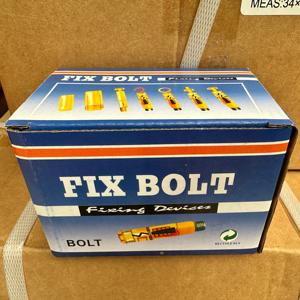 MEAS:34×
FIX BOLT
Fixing Devices
FIX BOLT
Fixing Devices
BOLT